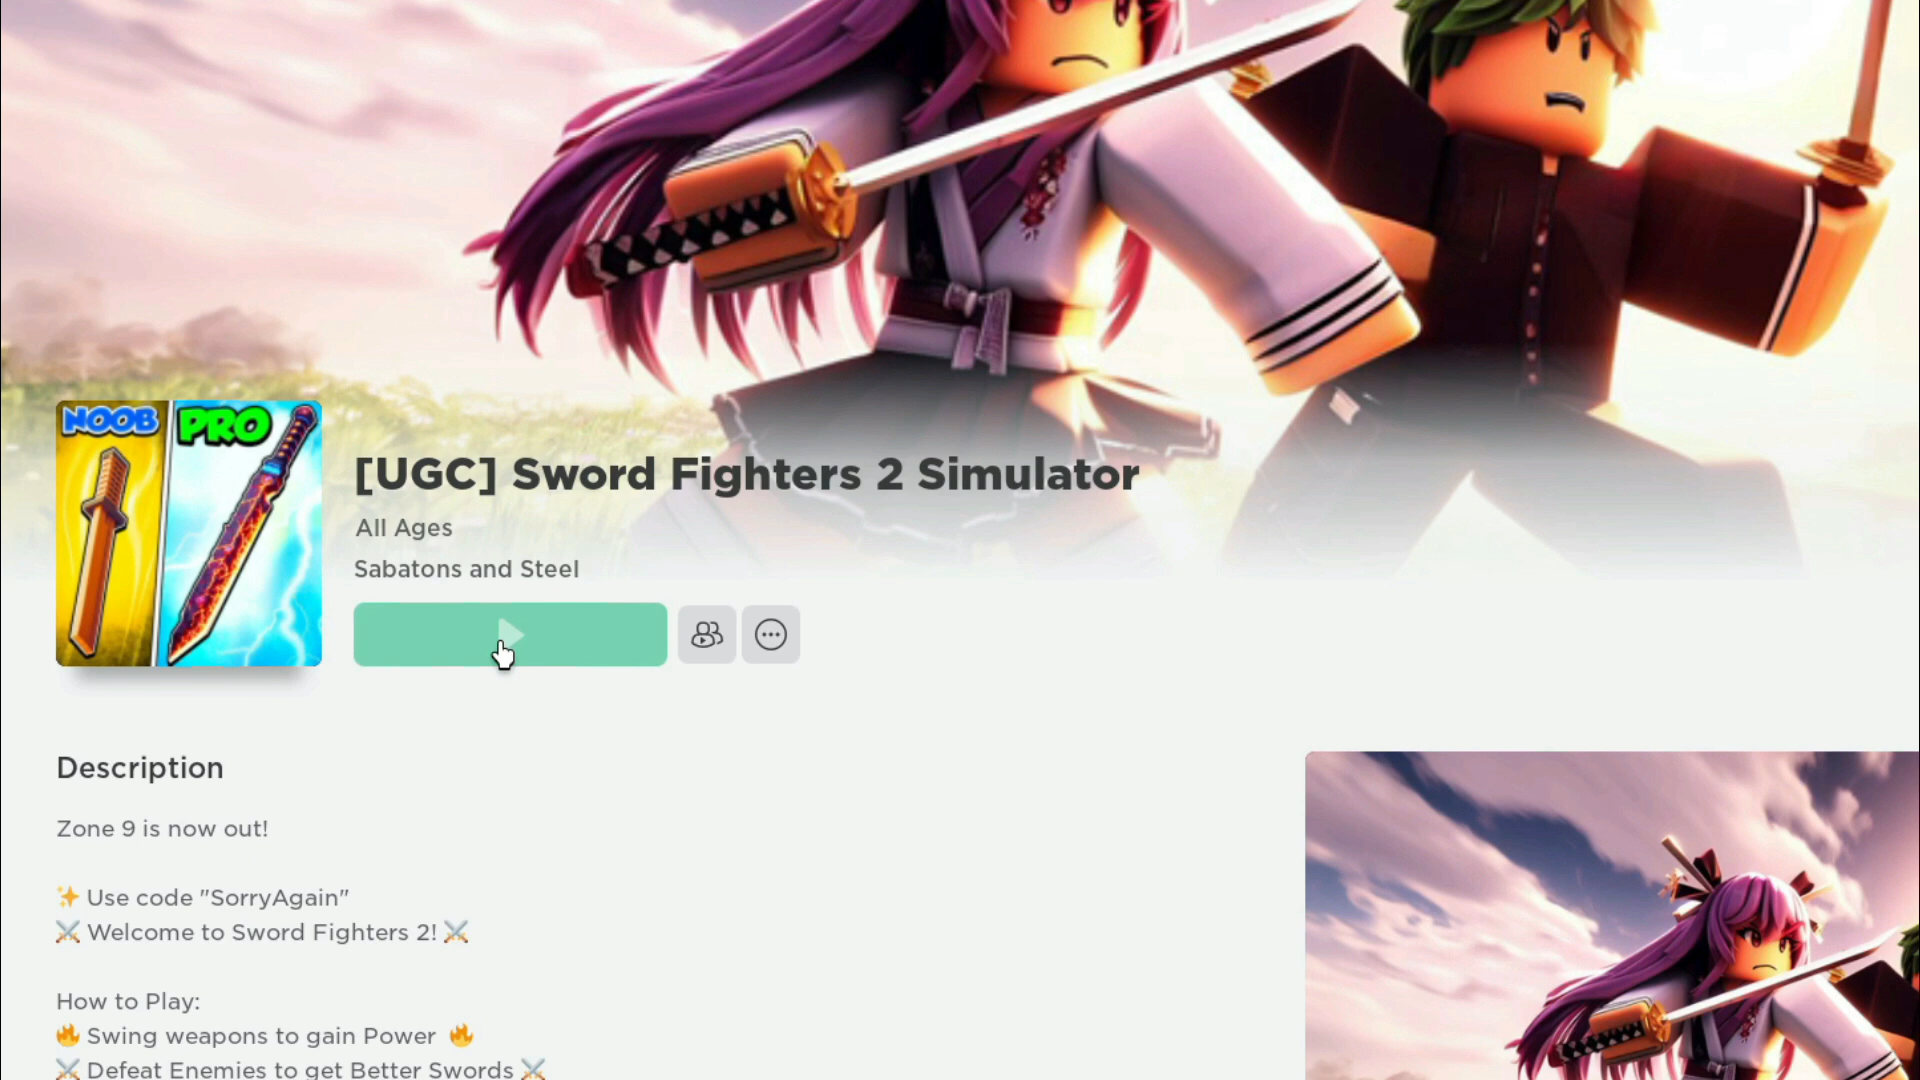 NOOB PRO
[UGC] Sword Fighters 2 Simulator
All Ages
Sabatons and Steel
Description
Zone 9 is now out!
✨ Use code "SorryAgain"
⚔️ Welcome to Sword Fighters 2! ⚔️
How to Play:
🔥 Swing weapons to gain Power 🔥
⚔️ Defeat Enemies to get Better Swords ⚔️